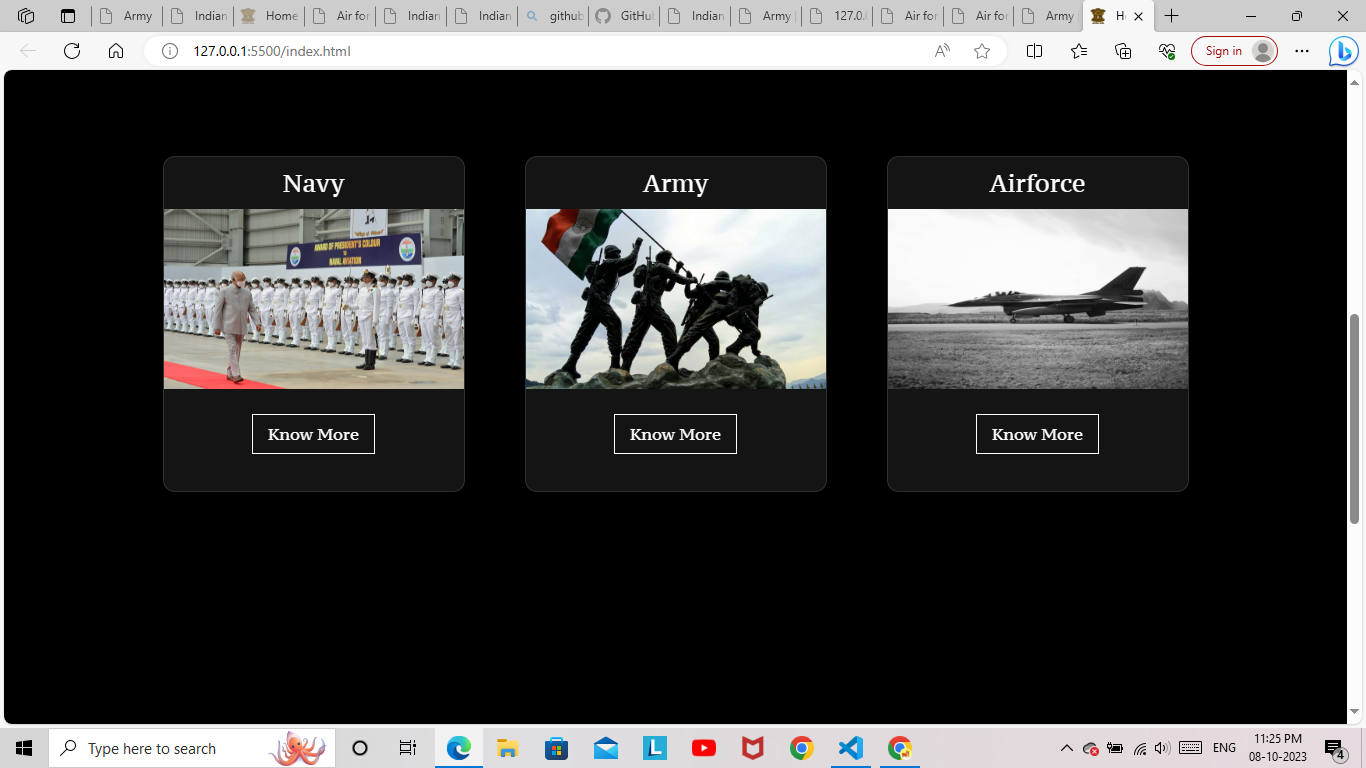 Army
Indian
Home
Air for
Indian
Indian
github
GitHub
Indian
Army
127.0.
Air for
Air for
Army
H
127.0.0.1:5500/index.html
Sign in
Navy
Army
Airforce
AWARD OF PRESIDENT'S COLOUR
TO
NAVAL AVIATION
Know More
Know More
Know More
Type here to search
ENG
11:25 PM
08-10-2023
4